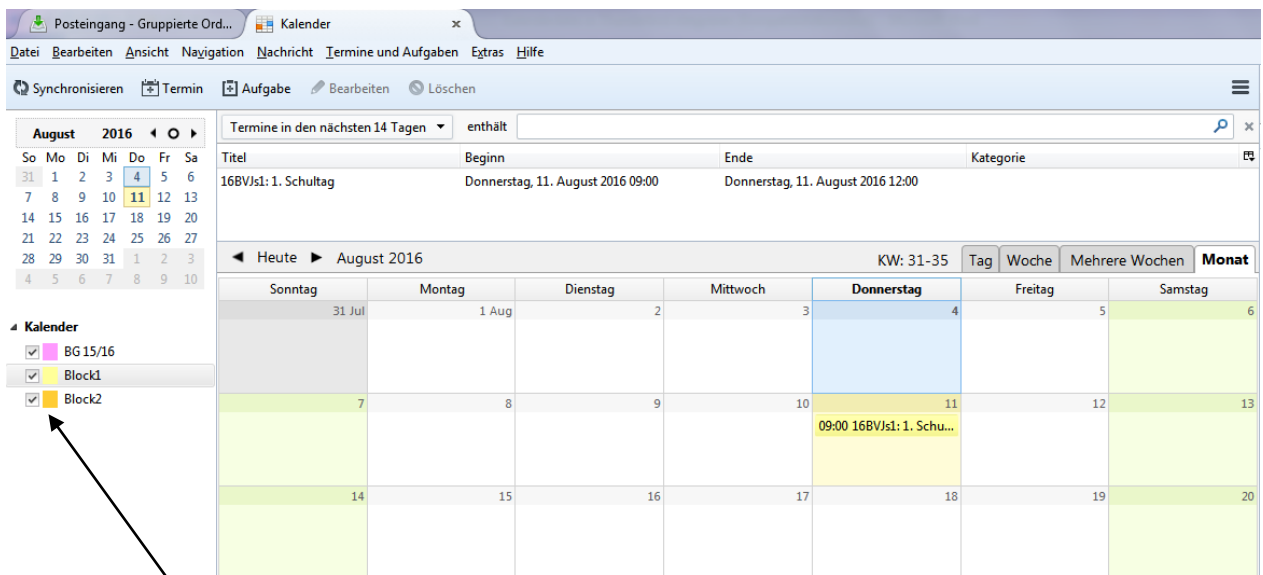 Posteingang - Gruppierte Ord... Kalender ×
Datei Bearbeiten Ansicht Navigation Nachricht Termine und Aufgaben Extras Hilfe
Synchronisieren Termin Aufgabe Bearbeiten Löschen
August 2016
So Mo Di Mi Do Fr Sa
31 1 2 3 4 5 6
7 8 9 10 11 12 13
14 15 16 17 18 19 20
21 22 23 24 25 26 27
28 29 30 31 1 2 3
4 5 6 7 8 9 10
Kalender
BG 15/16
Block1
Block2
Termine in den nächsten 14 Tagen enthält
Titel Beginn Ende Kategorie
16BVJs1: 1. Schultag Donnerstag, 11. August 2016 09:00 Donnerstag, 11. August 2016 12:00
Heute August 2016 KW: 31-35 Tag Woche Mehrere Wochen Monat
Sonntag Montag Dienstag Mittwoch Donnerstag Freitag Samstag
31 Jul 1 Aug 2 3 4 5 6
7 8 9 10 11 12 13
09:00 16BVJs1: 1. Schu...
14 15 16 17 18 19 20